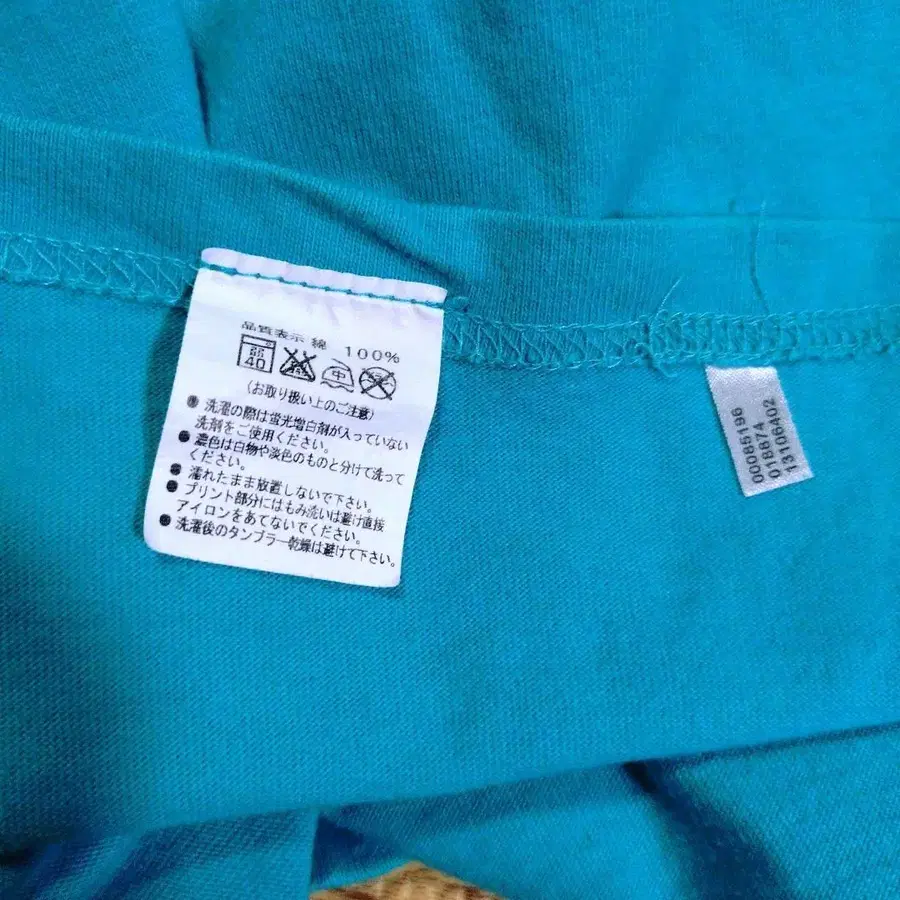 品質表示 綿 100%
弱
40
中
(お取り扱い上のご注意)
● 洗濯の際は蛍光増白剤が入っていない
洗剤をご使用ください。
● 濃色は白物や淡色のものと分けて洗って
ください。
● 濡れたまま放置しないで下さい。
● プリント部分にはもみ洗いは避け直接
アイロンをあてないでください。
● 洗濯後のタンブラー乾燥は避けて下さい。
00085196
018874
13106402